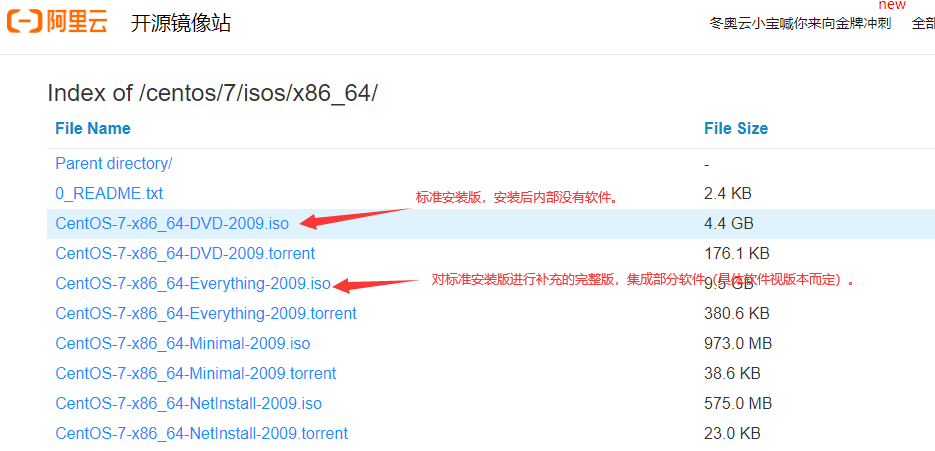 阿里云 开源镜像站 new
冬奥云小宝喊你来向金牌冲刺 全部
Index of /centos/7/isos/x86_64/
File Name File Size
Parent directory/ -
0_README.txt 2.4 KB
标准安装版，安装后内部没有软件。
CentOS-7-x86_64-DVD-2009.iso 4.4 GB
CentOS-7-x86_64-DVD-2009.torrent 176.1 KB
对标准安装版进行补充的完整版，集成部分软件（具体软件视版本而定）。
CentOS-7-x86_64-Everything-2009.iso 9.5 GB
CentOS-7-x86_64-Everything-2009.torrent 380.6 KB
CentOS-7-x86_64-Minimal-2009.iso 973.0 MB
CentOS-7-x86_64-Minimal-2009.torrent 38.6 KB
CentOS-7-x86_64-NetInstall-2009.iso 575.0 MB
CentOS-7-x86_64-NetInstall-2009.torrent 23.0 KB